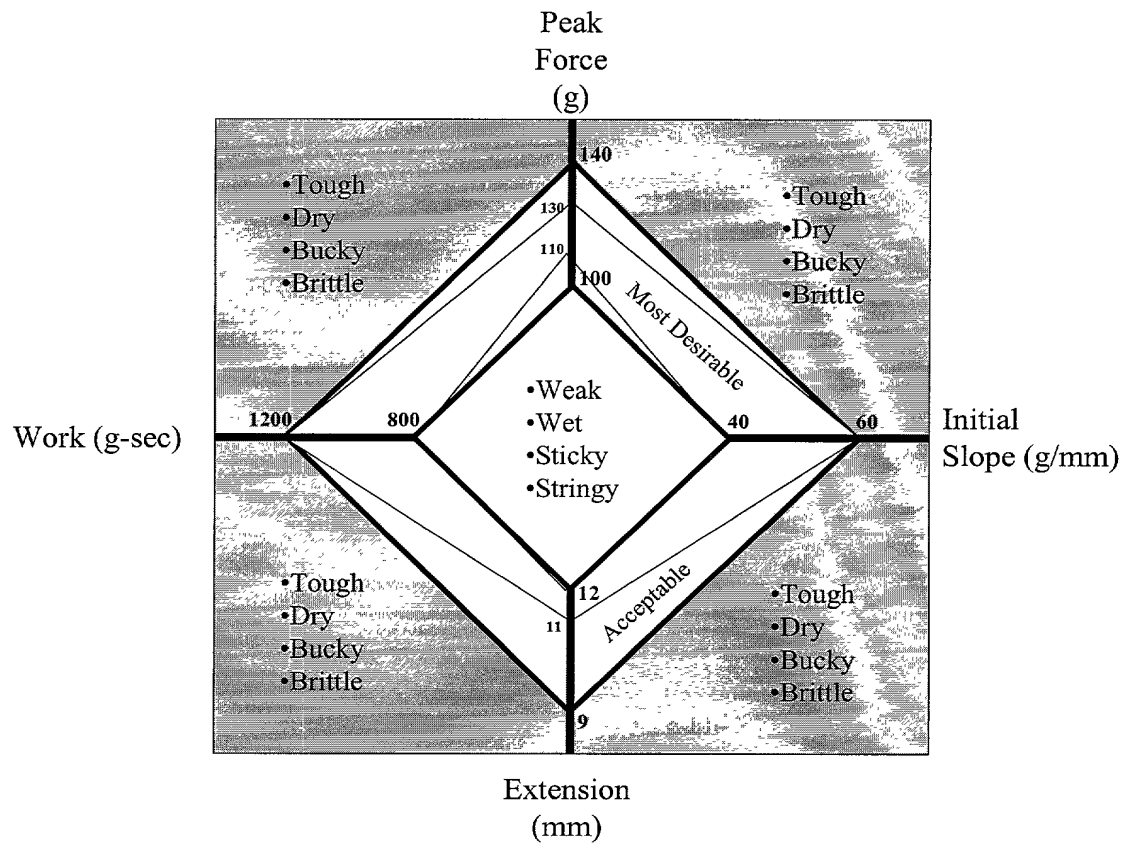 Peak
Force
(g)
140
•Tough
•Dry
•Bucky
•Brittle
•Tough
•Dry
•Bucky
•Brittle
130
110
100
Most Desirable
•Weak
•Wet
•Sticky
•Stringy
Work (g-sec)
1200
800
40
60
Initial
Slope (g/mm)
•Tough
•Dry
•Bucky
•Brittle
12
11
Acceptable
•Tough
•Dry
•Bucky
•Brittle
9
Extension
(mm)